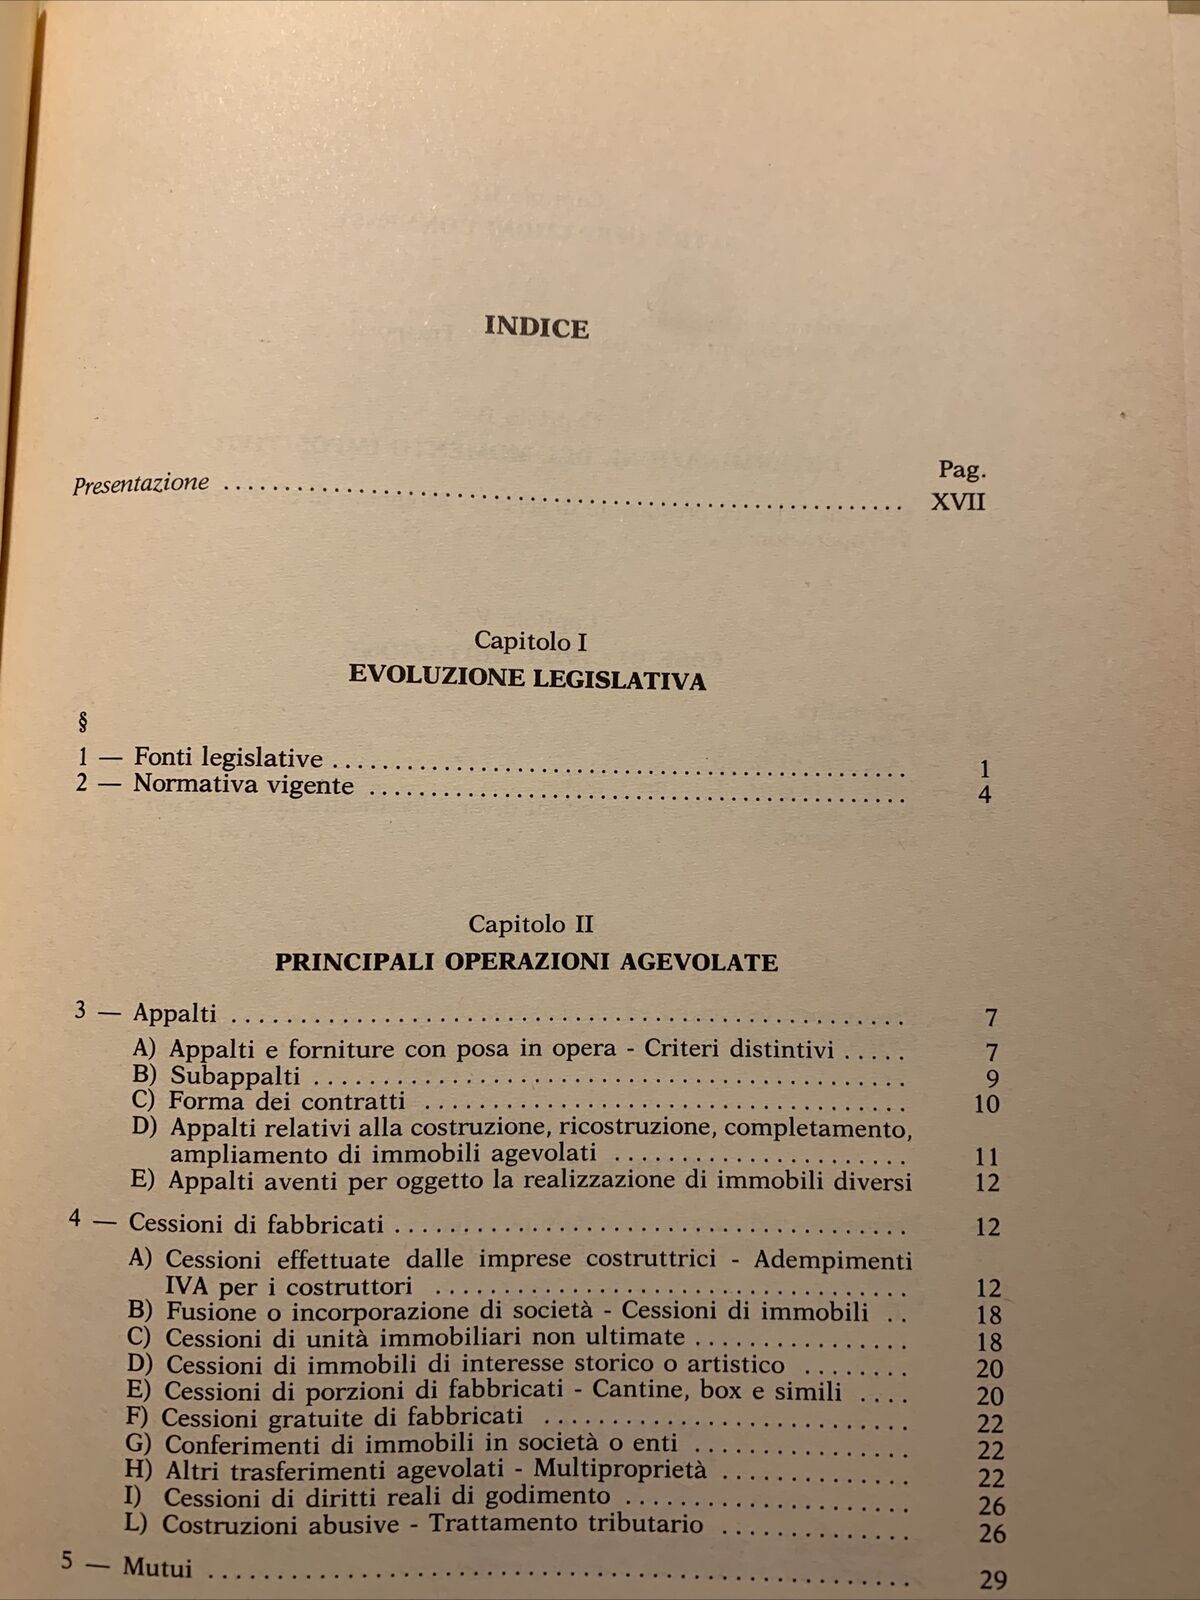 INDICE
Pag.
Presentazione ........................................................ XVII
Capitolo I
EVOLUZIONE LEGISLATIVA
§
1 — Fonti legislative ............................................... 1
2 — Normativa vigente ............................................ 4
Capitolo II
PRINCIPALI OPERAZIONI AGEVOLATE
3 — Appalti ....................................................... 7
A) Appalti e forniture con posa in opera - Criteri distintivi ..... 7
B) Subappalti ................................................ 9
C) Forma dei contratti ....................................... 10
D) Appalti relativi alla costruzione, ricostruzione, completamento,
ampliamento di immobili agevolati ........................ 11
E) Appalti aventi per oggetto la realizzazione di immobili diversi 12
4 — Cessioni di fabbricati .......................................... 12
A) Cessioni effettuate dalle imprese costruttrici - Adempimenti
IVA per i costruttori ...................................... 12
B) Fusione o incorporazione di società - Cessioni di immobili .. 18
C) Cessioni di unità immobiliari non ultimate ................. 18
D) Cessioni di immobili di interesse storico o artistico ........ 20
E) Cessioni di porzioni di fabbricati - Cantine, box e simili .... 20
F) Cessioni gratuite di fabbricati ............................. 22
G) Conferimenti di immobili in società o enti ................. 22
H) Altri trasferimenti agevolati - Multiproprietà ............... 22
I) Cessioni di diritti reali di godimento ....................... 26
L) Costruzioni abusive - Trattamento tributario ............... 26
5 — Mutui ......................................................... 29